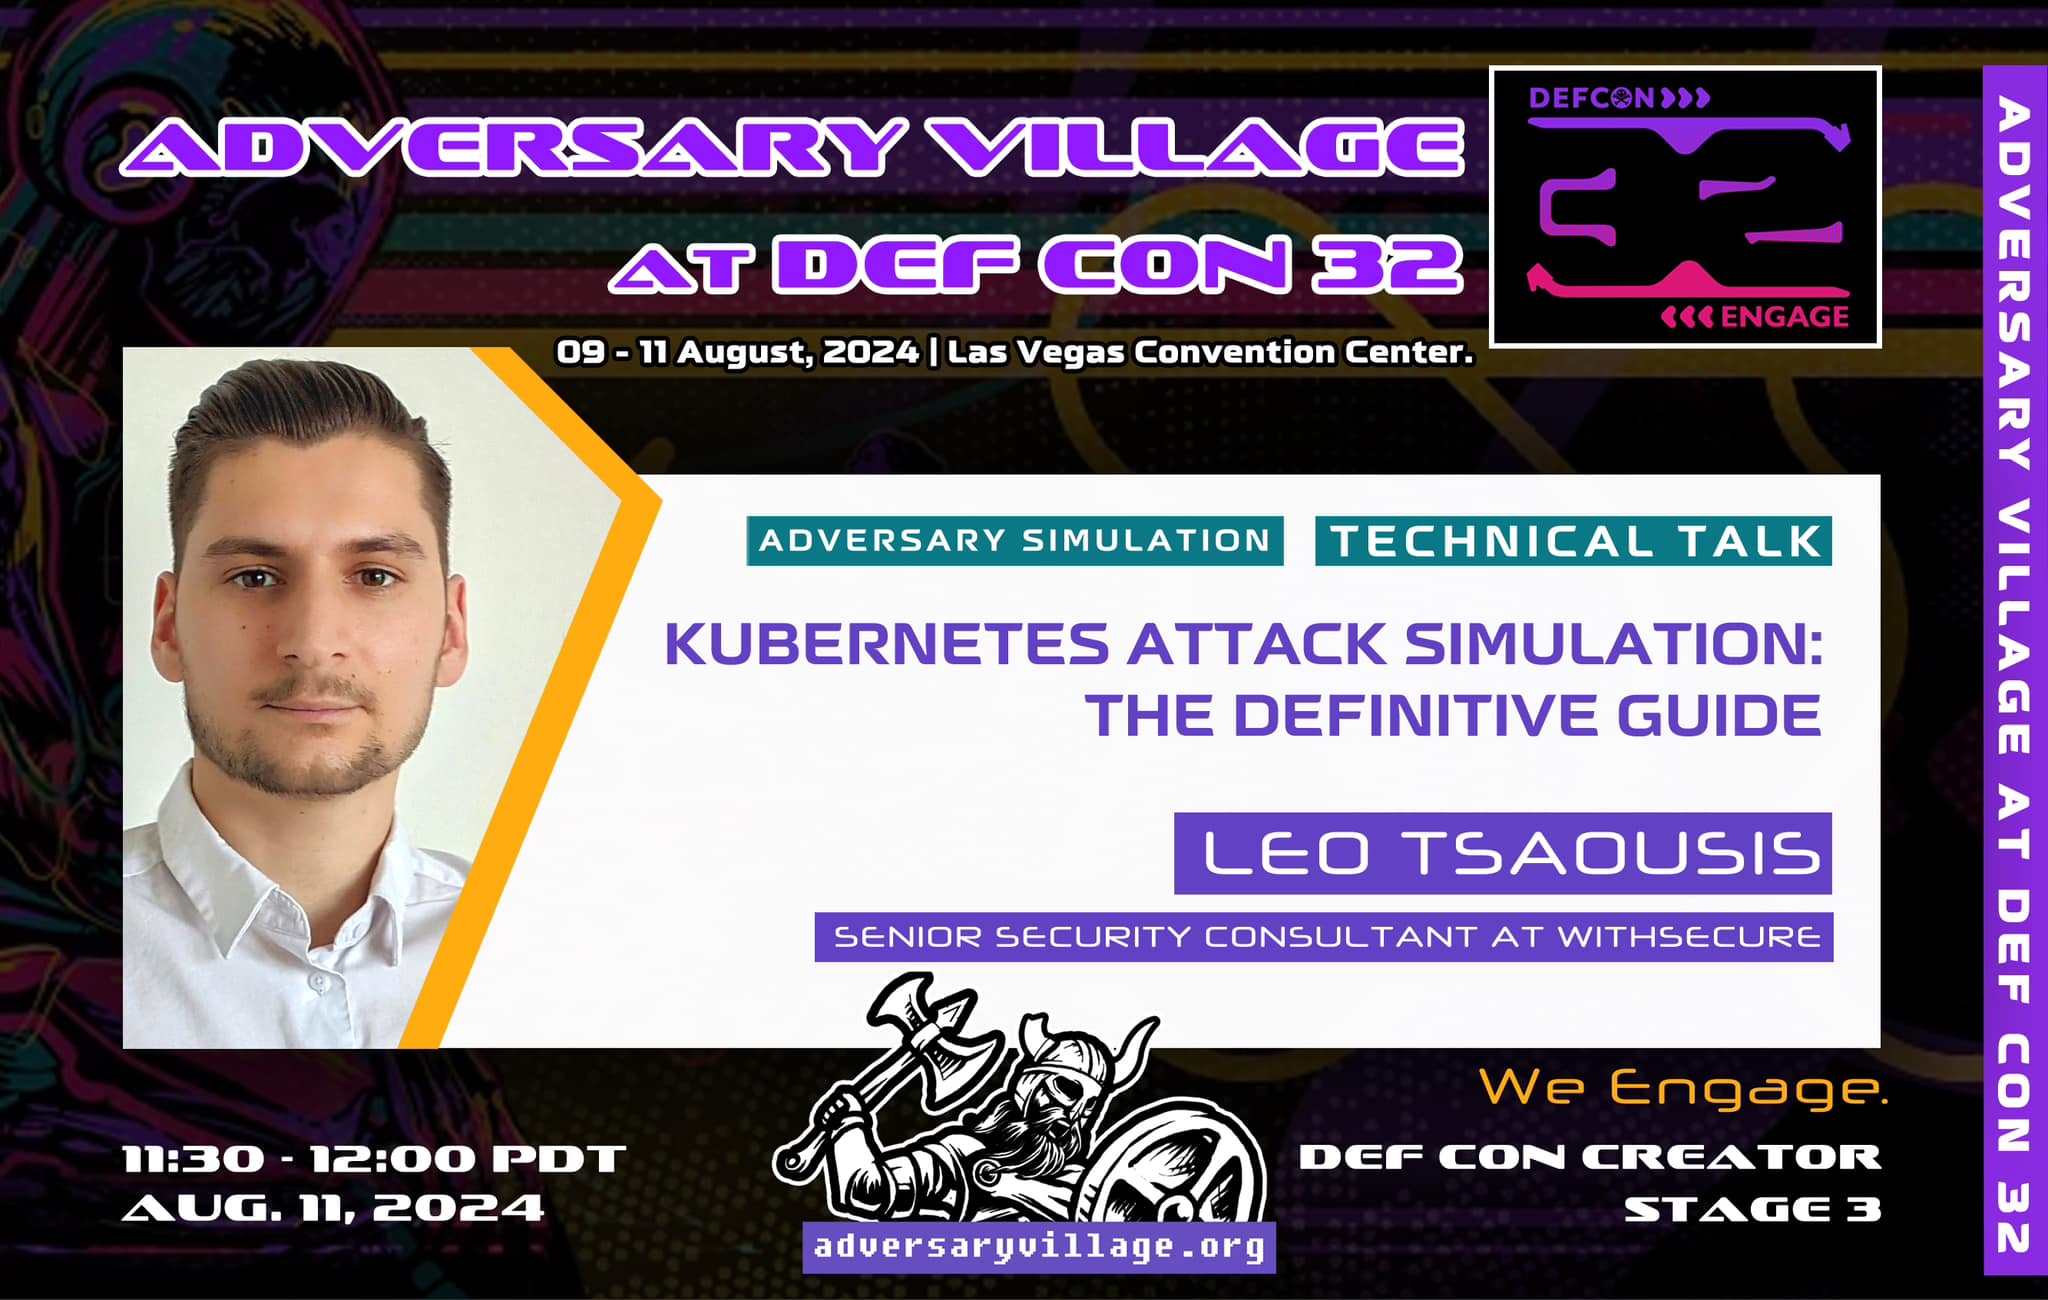 ADVERSARY VILLAGE
AT DEF CON 32
09 - 11 August, 2024 | Las Vegas Convention Center.
DEFCON
ENGAGE
ADVERSARY SIMULATION
TECHNICAL TALK
KUBERNETES ATTACK SIMULATION:
THE DEFINITIVE GUIDE
LEO TSAOUSIS
SENIOR SECURITY CONSULTANT AT WITHSECURE
We Engage.
11:30 - 12:00 PDT
AUG. 11, 2024
DEF CON CREATOR
STAGE 3
adversaryvillage.org
ADVERSARY VILLAGE AT DEF CON 32